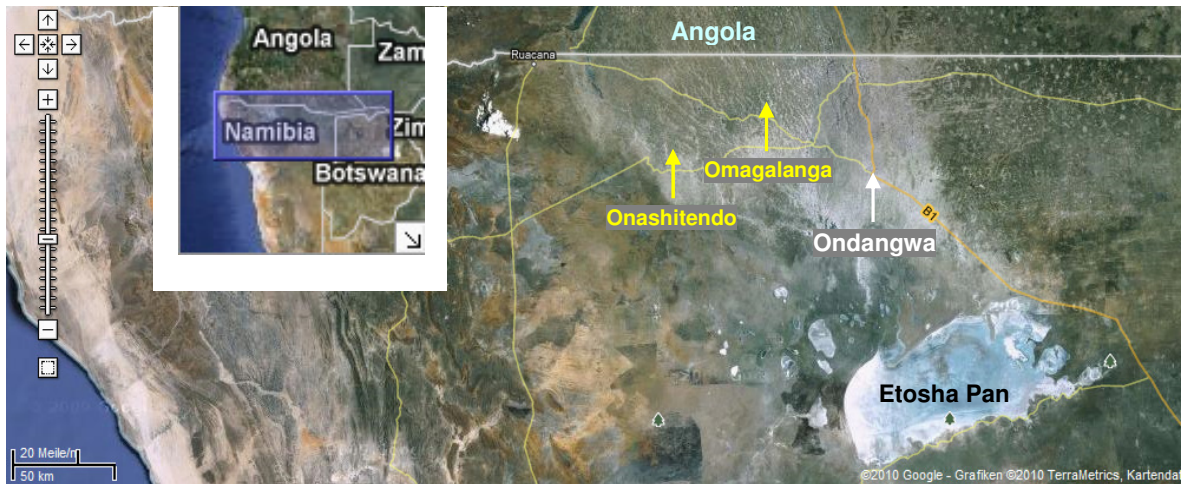 Angola
Zam
Namibia
Zim
Botswana
Angola
Ruacana
Omagalanga
Onashitendo
B1
Ondangwa
Etosha Pan
20 Meile/n
50 km
©2010 Google - Grafiken ©2010 TerraMetrics, Kartendat